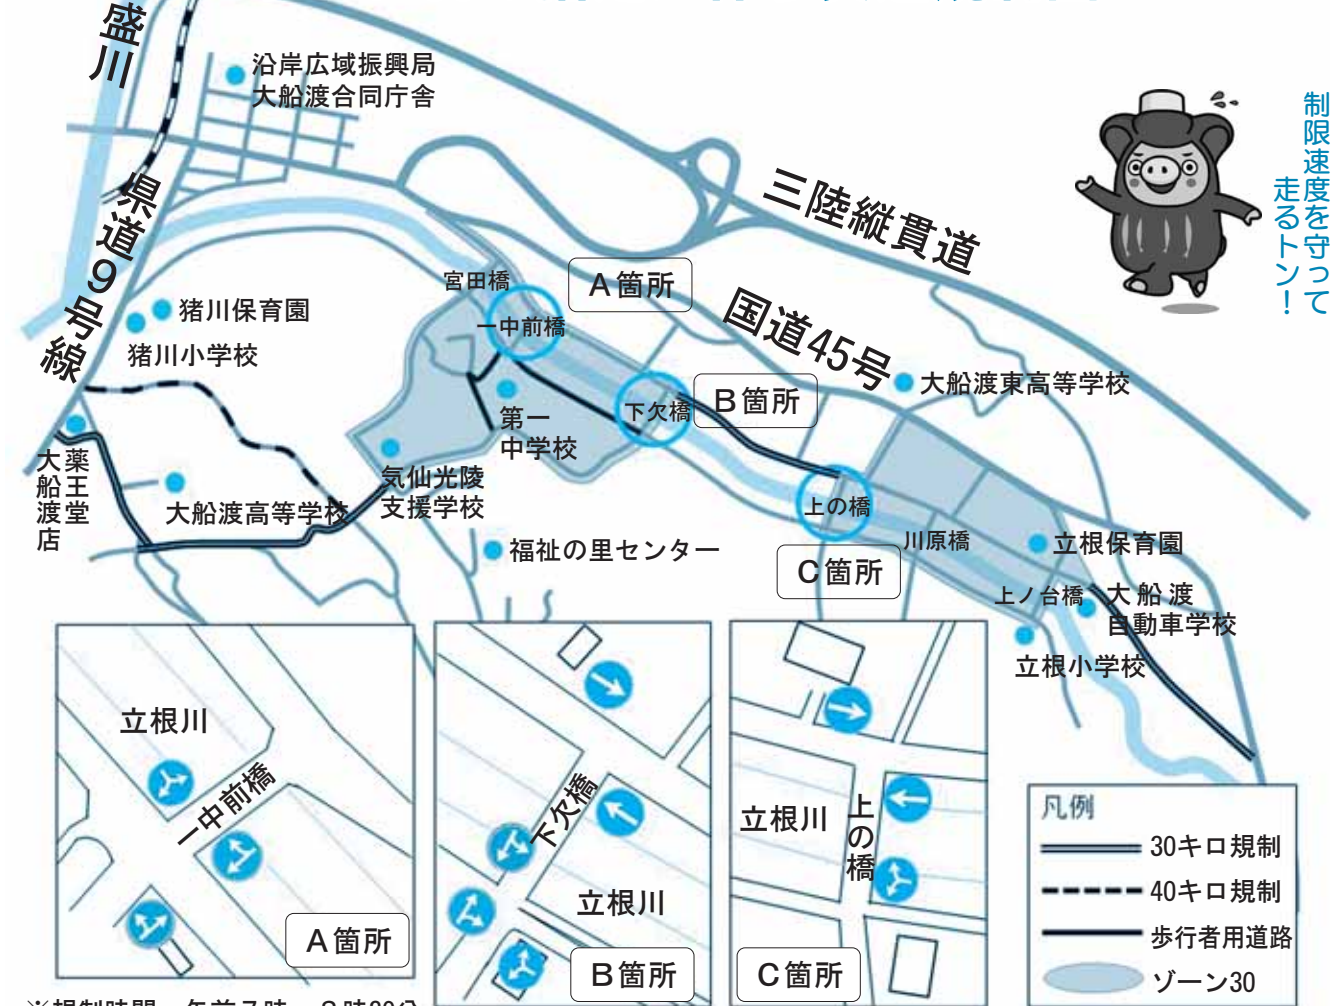 盛川
沿岸広域振興局
大船渡合同庁舎
制限速度を守って
走るトン！
三陸縦貫道
県道９号線
宮田橋
Ａ箇所
一中前橋
国道45号
猪川保育園
猪川小学校
大船渡東高等学校
下欠橋
Ｂ箇所
第一
中学校
薬王堂
大船渡店
気仙光陵
支援学校
大船渡高等学校
上の橋
川原橋
福祉の里センター
Ｃ箇所
立根保育園
上ノ台橋
大船渡
自動車学校
立根小学校
立根川
一中前橋
Ａ箇所
下欠橋
立根川
Ｂ箇所
立根川
上の橋
Ｃ箇所
凡例
30キロ規制
40キロ規制
歩行者用道路
ゾーン30